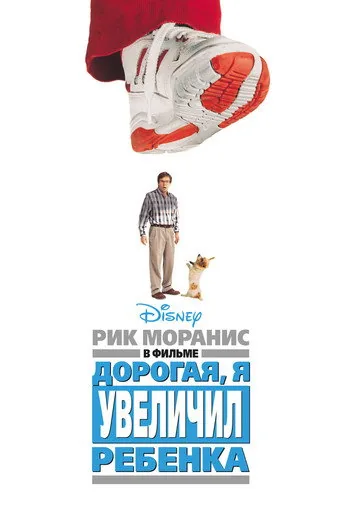 Disney
РИК МОРАНИС
В ФИЛЬМЕ
ДОРОГАЯ, Я
УВЕЛИЧИЛ
РЕБЕНКА